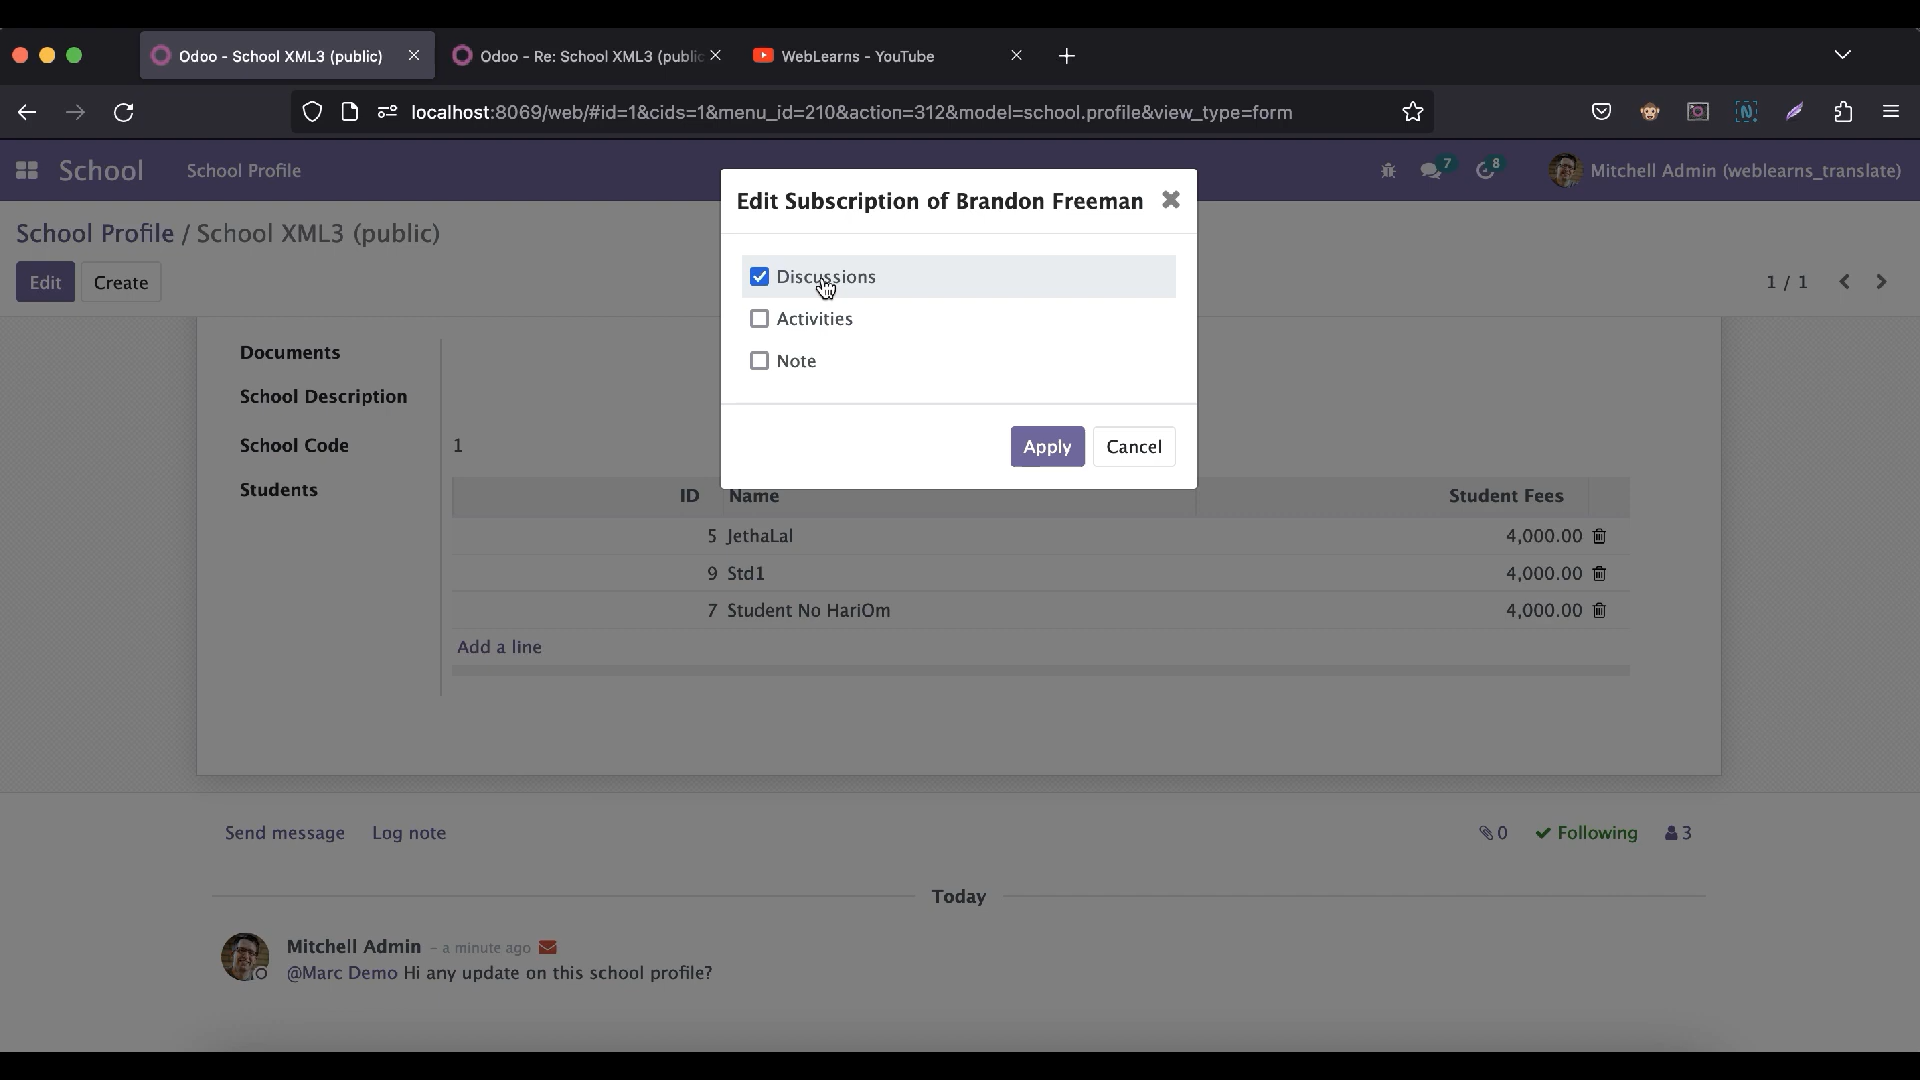 Odoo - School XML3 (public)
Odoo - Re: School XML3 (public
WebLearns - YouTube
localhost:8069/web/#id=1&cids=1&menu_id=210&action=312&model=school.profile&view_type=form
School
School Profile
7
8
Mitchell Admin (weblearns_translate)
School Profile / School XML3 (public)
Edit
Create
1 / 1
Edit Subscription of Brandon Freeman
Discussions
Activities
Note
Apply
Cancel
Documents
School Description
School Code 1
Students
ID Name Student Fees
5 JethaLal 4,000.00
9 Std1 4,000.00
7 Student No HariOm 4,000.00
Add a line
Send message
Log note
0
Following
3
Today
Mitchell Admin - a minute ago
@Marc Demo Hi any update on this school profile?